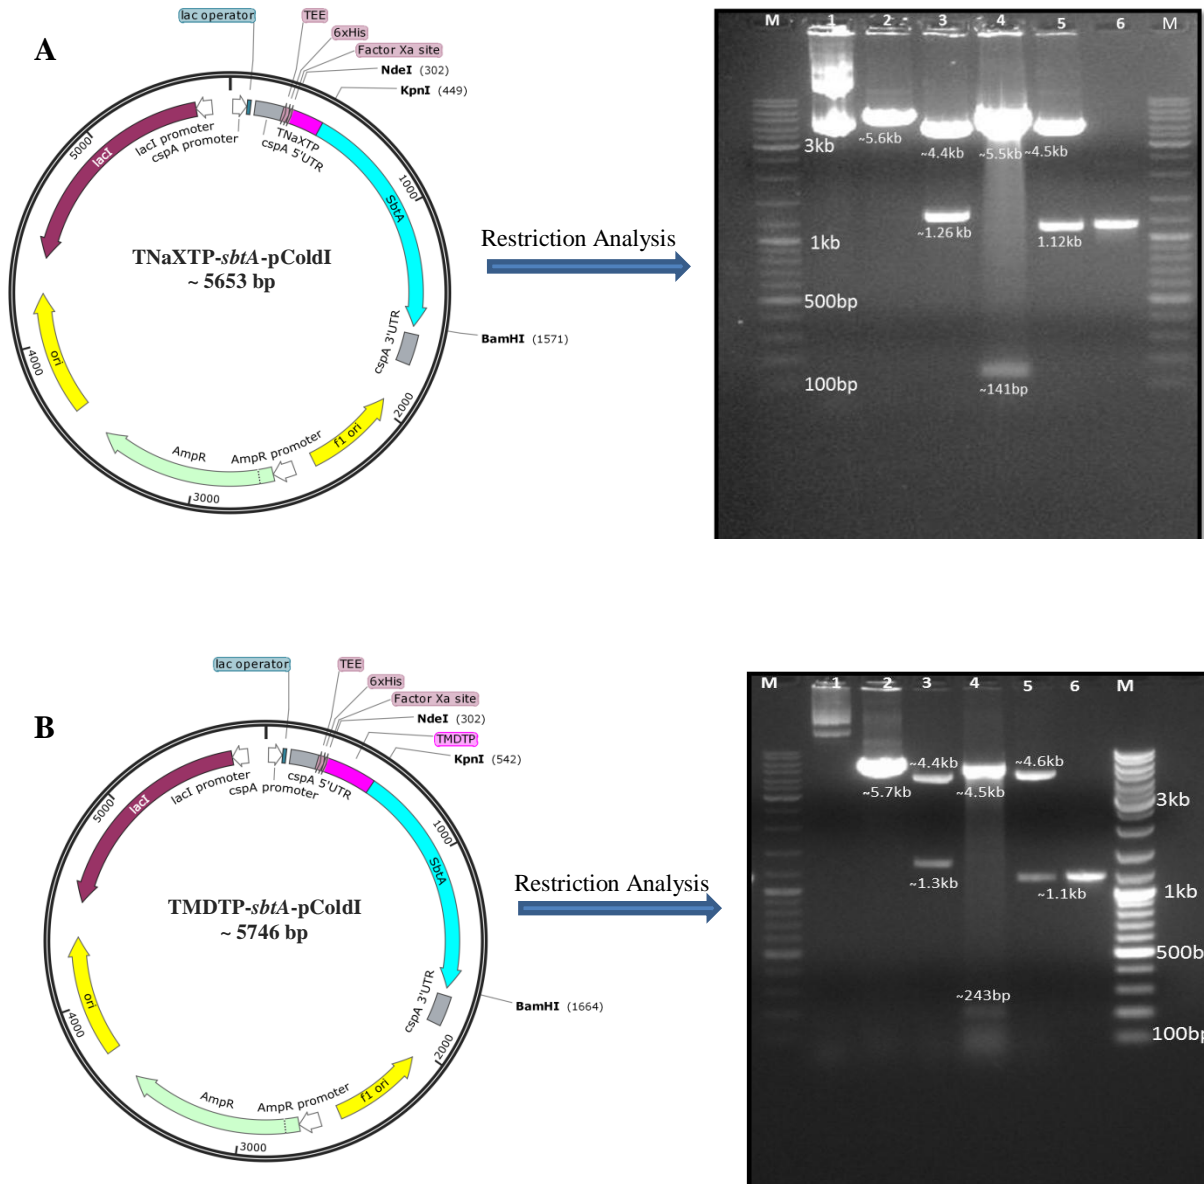 A
lac operator
TEE
6xHis
Factor Xa site
NdeI (302)
KpnI (449)
lacI promoter
cspA promoter
cspA 5'UTR
TNaXTP
lacI
SbtA
1000
5000
TNaXTP-sbtA-pColdI
~ 5653 bp
BamHI (1571)
cspA 3'UTR
2000
ori
4000
f1 ori
AmpR promoter
AmpR
3000
Restriction Analysis
M 1 2 3 4 5 6 M
3kb
~5.6kb
~4.4kb
~5.5kb
~4.5kb
~1.26 kb
1.12kb
1kb
500bp
100bp
~141bp
B
lac operator
TEE
6xHis
Factor Xa site
NdeI (302)
TMDTP
KpnI (542)
lacI promoter
cspA promoter
cspA 5'UTR
lacI
SbtA
1000
5000
TMDTP-sbtA-pColdI
~ 5746 bp
BamHI (1664)
cspA 3'UTR
2000
ori
4000
f1 ori
AmpR promoter
AmpR
3000
Restriction Analysis
M 1 2 3 4 5 6 M
~4.4kb
~4.6kb
~5.7kb
~4.5kb
3kb
~1.3kb
~1.1kb
1kb
500b
~243bp
100bp